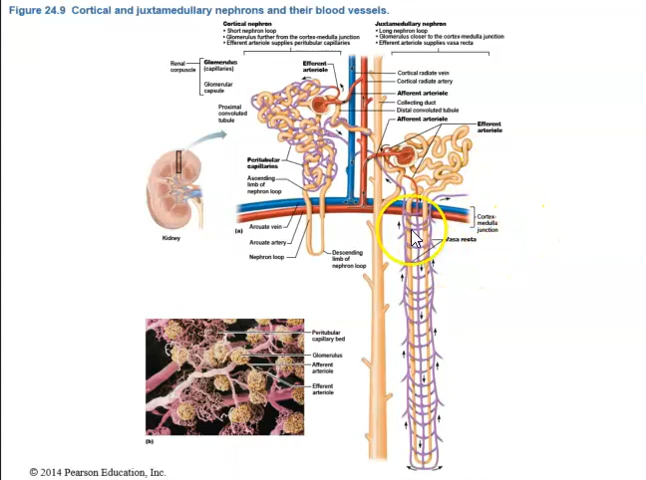 Figure 24.9 Cortical and juxtamedullary nephrons and their blood vessels.
Cortical nephron
• Short nephron loop
• Glomerulus further from the cortex-medulla junction
• Efferent arteriole supplies peritubular capillaries
Juxtamedullary nephron
• Long nephron loop
• Glomerulus closer to the cortex-medulla junction
• Efferent arteriole supplies vasa recta
Renal
corpuscle
Glomerulus
(capillaries)
Glomerular
capsule
Efferent
arteriole
Proximal
convoluted
tubule
Cortical radiate vein
Cortical radiate artery
Afferent arteriole
Collecting duct
Distal convoluted tubule
Afferent arteriole
Efferent
arteriole
Peritubular
capillaries
Ascending
limb of
nephron loop
Kidney
(a)
Arcuate vein
Arcuate artery
Nephron loop
Descending
limb of
nephron loop
Cortex-
medulla
junction
Vasa recta
Peritubular
capillary bed
Glomerulus
Afferent
arteriole
Efferent
arteriole
(b)
© 2014 Pearson Education, Inc.